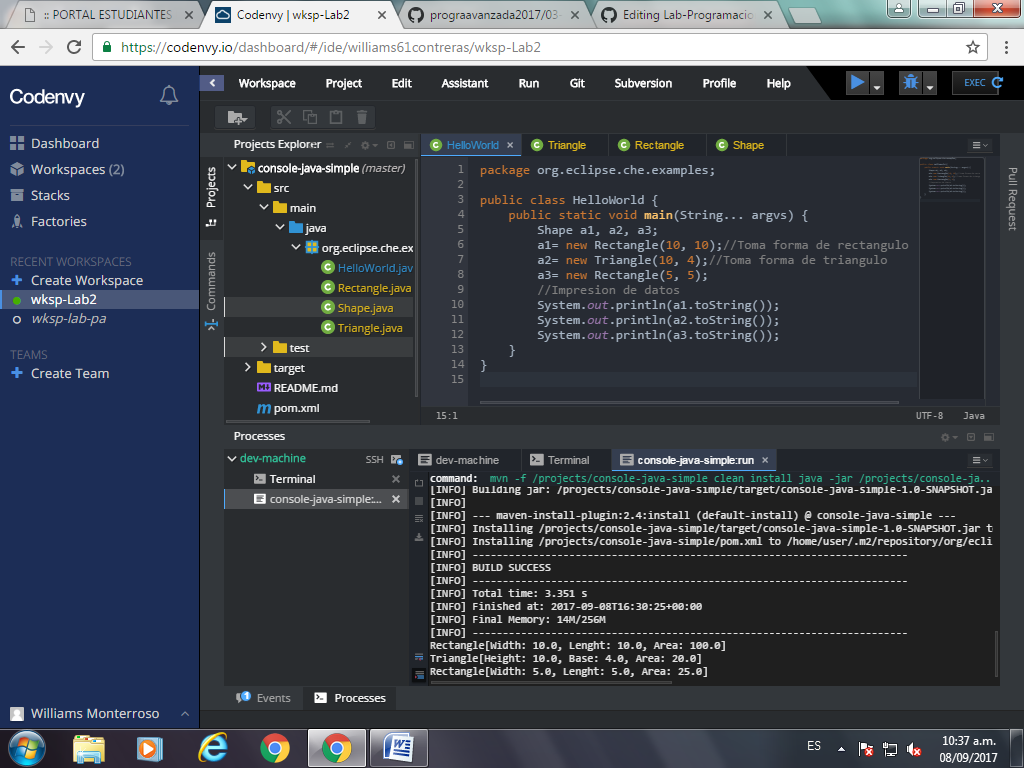 :: PORTAL ESTUDIANTES
Codenvy | wksp-Lab2
prograavanzada2017/03-
Editing Lab-Programacio
https://codenvy.io/dashboard/#/ide/williams61contreras/wksp-Lab2
Codenvy
Dashboard
Workspaces (2)
Stacks
Factories
RECENT WORKSPACES
Create Workspace
wksp-Lab2
wksp-lab-pa
TEAMS
Create Team
Williams Monterroso
Workspace Project Edit Assistant Run Git Subversion Profile Help
EXEC
Projects Explorer
Projects
Commands
console-java-simple (master)
src
main
java
org.eclipse.che.ex
HelloWorld.jav
Rectangle.java
Shape.java
Triangle.java
test
target
README.md
pom.xml
HelloWorld Triangle Rectangle Shape
1 package org.eclipse.che.examples;
2
3 public class HelloWorld {
4 public static void main(String... argvs) {
5 Shape a1, a2, a3;
6 a1= new Rectangle(10, 10);//Toma forma de rectangulo
7 a2= new Triangle(10, 4);//Toma forma de triangulo
8 a3= new Rectangle(5, 5);
9 //Impresion de datos
10 System.out.println(a1.toString());
11 System.out.println(a2.toString());
12 System.out.println(a3.toString());
13 }
14 }
15
15:1 UTF-8 Java
Pull Request
Processes
dev-machine SSH
Terminal
console-java-simple:...
dev-machine Terminal console-java-simple:run
command: mvn -f /projects/console-java-simple clean install java -jar /projects/console-ja..
[INFO] Building jar: /projects/console-java-simple/target/console-java-simple-1.0-SNAPSHOT.ja
[INFO]
[INFO] --- maven-install-plugin:2.4:install (default-install) @ console-java-simple ---
[INFO] Installing /projects/console-java-simple/target/console-java-simple-1.0-SNAPSHOT.jar t
[INFO] Installing /projects/console-java-simple/pom.xml to /home/user/.m2/repository/org/ecli
[INFO] ------------------------------------------------------------------------
[INFO] BUILD SUCCESS
[INFO] ------------------------------------------------------------------------
[INFO] Total time: 3.351 s
[INFO] Finished at: 2017-09-08T16:30:25+00:00
[INFO] Final Memory: 14M/256M
[INFO] ------------------------------------------------------------------------
Rectangle[Width: 10.0, Lenght: 10.0, Area: 100.0]
Triangle[Height: 10.0, Base: 4.0, Area: 20.0]
Rectangle[Width: 5.0, Lenght: 5.0, Area: 25.0]
Events Processes
ES
10:37 a.m.
08/09/2017